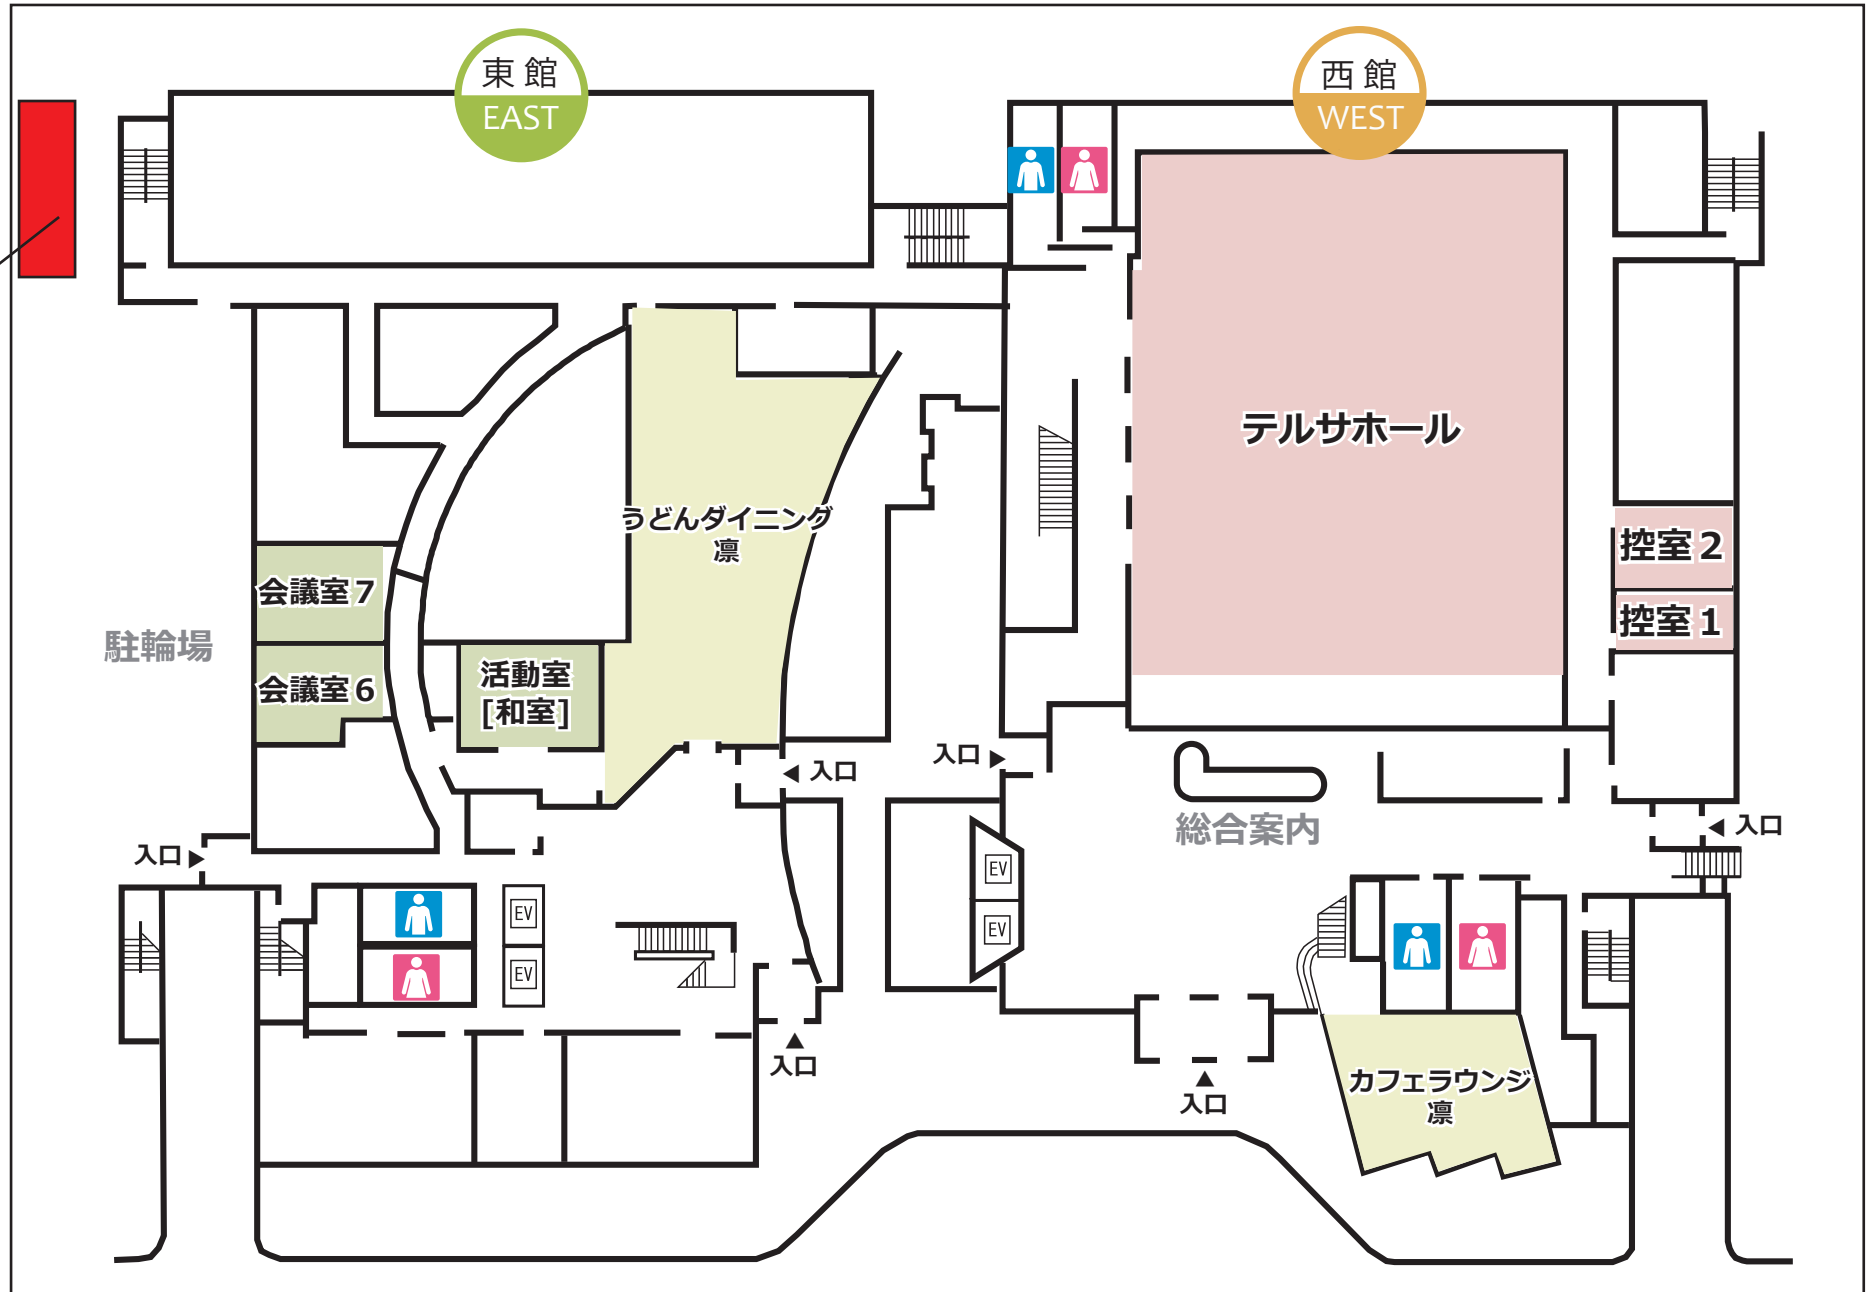 東館
EAST
西館
WEST
テルサホール
うどんダイニング
凛
控室2
控室1
会議室7
会議室6
駐輪場
活動室
[和室]
入口
入口
総合案内
入口
入口
EV
EV
EV
EV
入口
入口
カフェラウンジ
凛